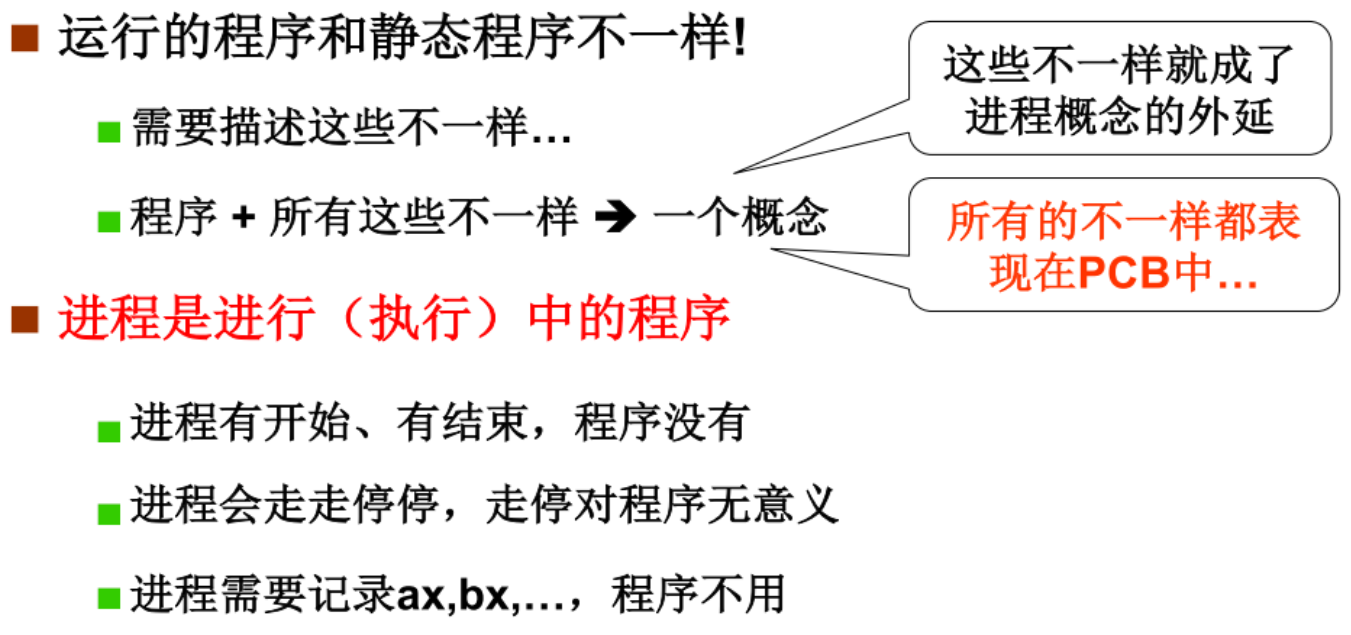 运行的程序和静态程序不一样!
需要描述这些不一样…
程序 + 所有这些不一样 → 一个概念
这些不一样就成了
进程概念的外延
所有的不一样都表
现在PCB中…
进程是进行（执行）中的程序
进程有开始、有结束，程序没有
进程会走走停停，走停对程序无意义
进程需要记录ax,bx,…，程序不用